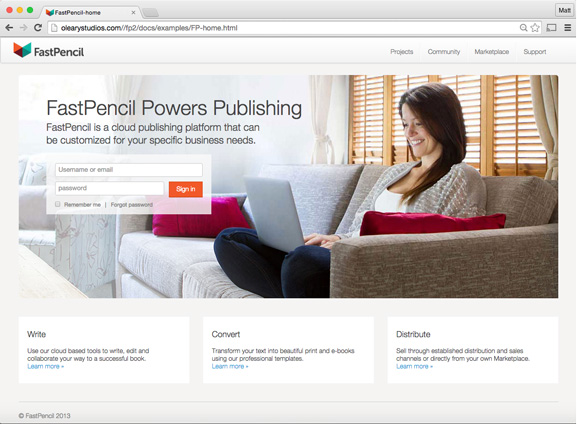 FastPencil-home
Matt
olearystudios.com//fp2/docs/examples/FP-home.html
FastPencil
Projects Community Marketplace Support
FastPencil Powers Publishing
FastPencil is a cloud publishing platform that can
be customized for your specific business needs.
Username or email
password
Sign in
Remember me | Forgot password
Write
Use our cloud based tools to write, edit and
collaborate your way to a successful book.
Learn more »
Convert
Transform your text into beautiful print and e-books
using our professional templates.
Learn more »
Distribute
Sell through established distribution and sales
channels or directly from your own Marketplace.
Learn more »
© FastPencil 2013